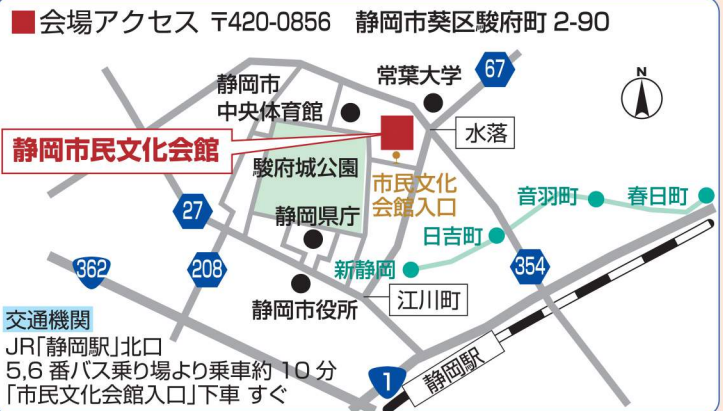 ■会場アクセス 〒420-0856 静岡市葵区駿府町 2-90
67
N
常葉大学
静岡市
中央体育館
水落
静岡市民文化会館
駿府城公園
市民文化
会館入口
音羽町
春日町
27
静岡県庁
日吉町
新静岡
362
208
354
静岡市役所
江川町
交通機関
JR「静岡駅」北口
5,6 番バス乗り場より乗車約 10 分
「市民文化会館入口」下車 すぐ
1
静岡駅